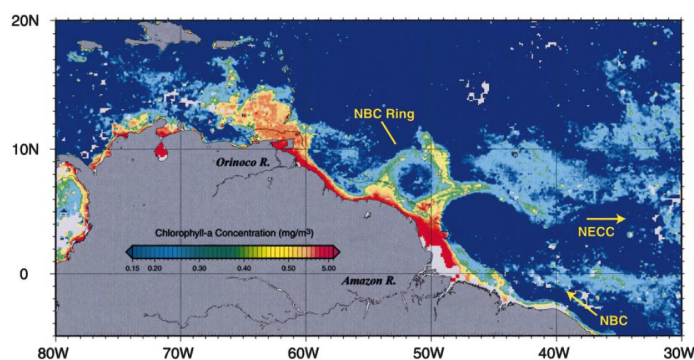 20N
NBC Ring
10N
Orinoco R.
NECC
Chlorophyll-a Concentration (mg/m³)
0.15 0.20 0.30 0.40 0.50 5.00
0
Amazon R.
NBC
80W 70W 60W 50W 40W 30W